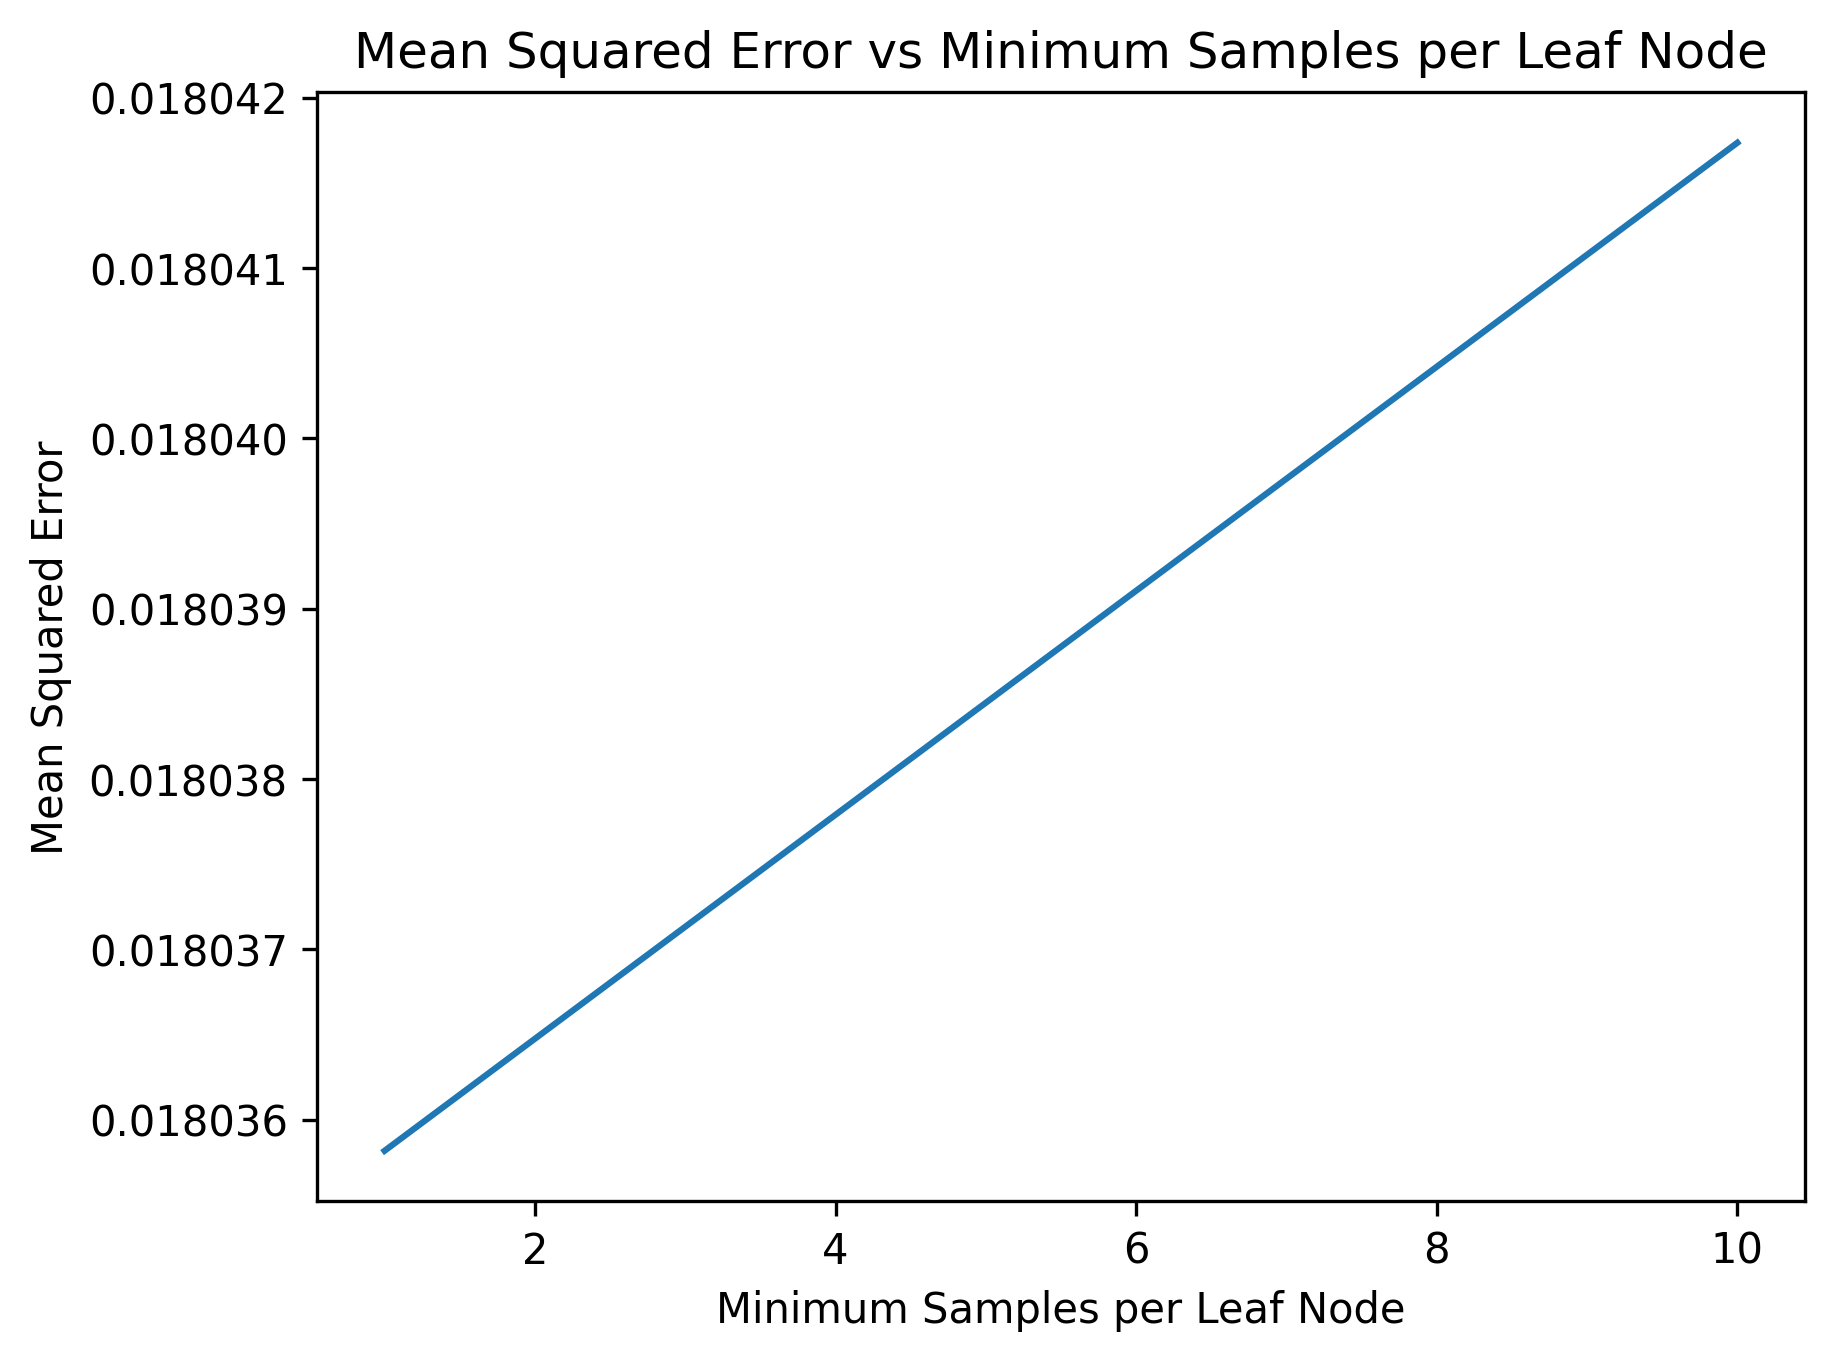 Mean Squared Error vs Minimum Samples per Leaf Node
0.018042
0.018041
0.018040
0.018039
0.018038
0.018037
0.018036
Mean Squared Error
2 4 6 8 10
Minimum Samples per Leaf Node